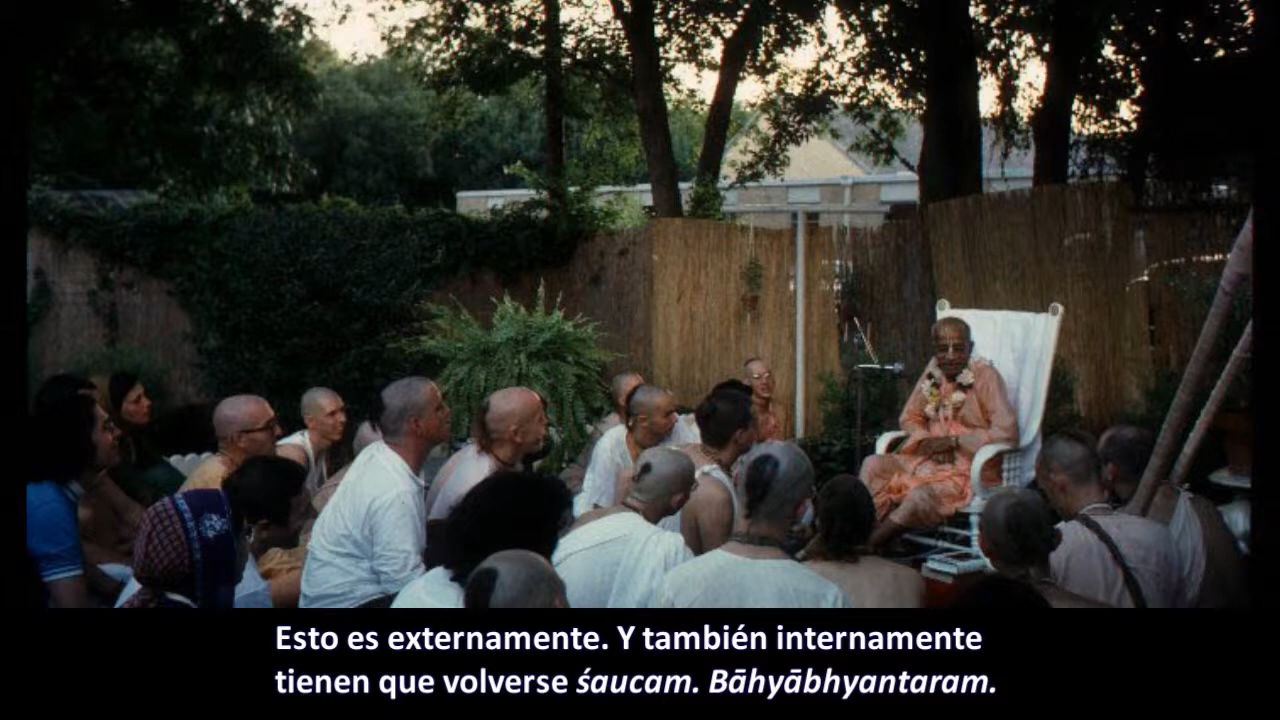 Esto es externamente. Y también internamente
tienen que volverse śaucam. Bāhyābhyantaram.